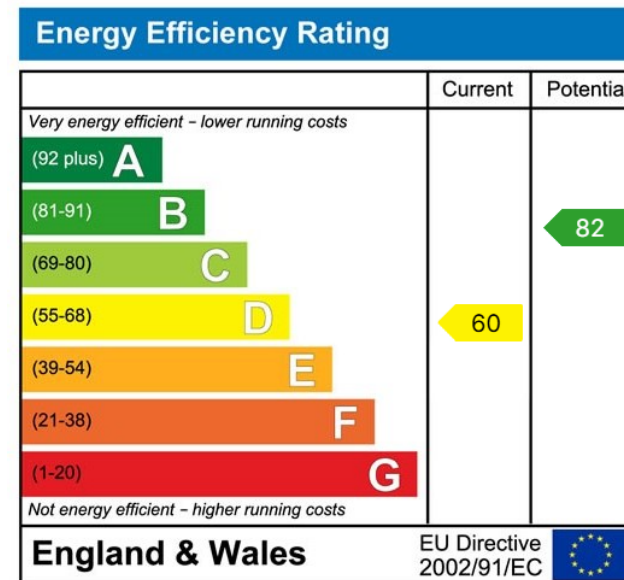 Energy Efficiency Rating
Current Potentia
Very energy efficient – lower running costs
(92 plus) A
(81-91) B
82
(69-80) C
(55-68) D
60
(39-54) E
(21-38) F
(1-20) G
Not energy efficient – higher running costs
England & Wales
EU Directive
2002/91/EC